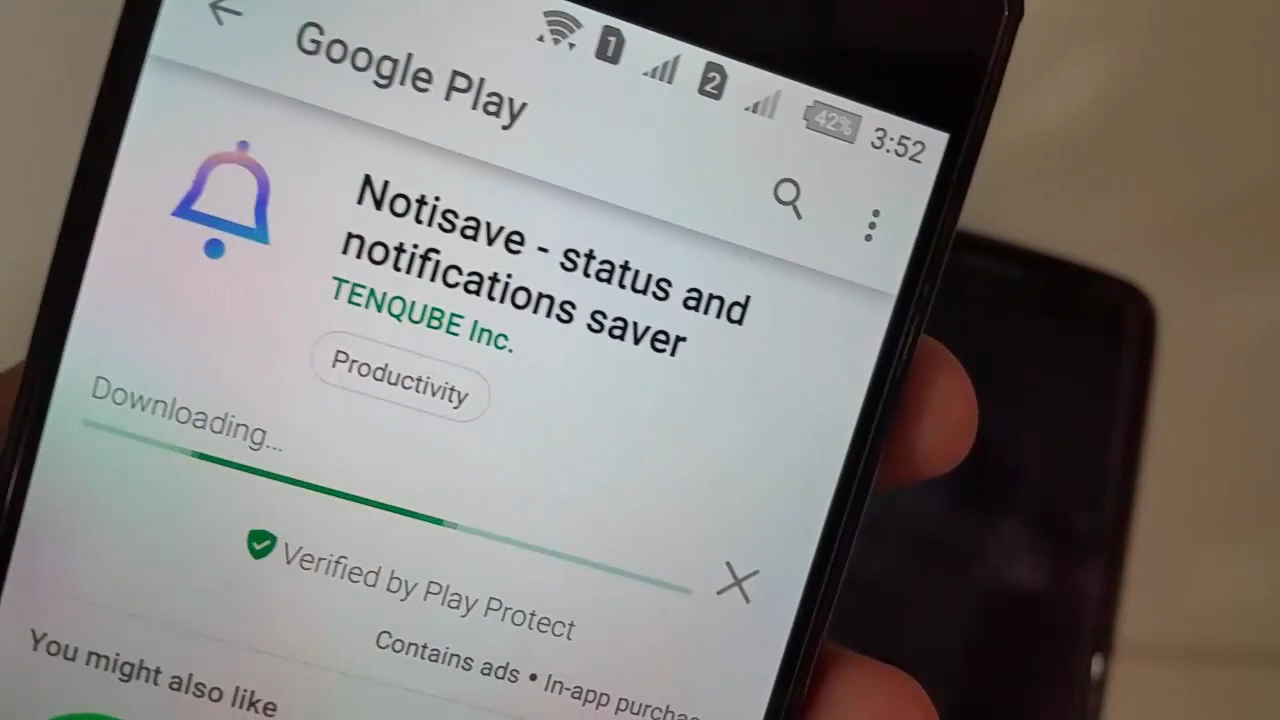 1 2 42% 3:52
Google Play
Notisave - status and
notifications saver
TENQUBE Inc.
Productivity
Downloading...
Verified by Play Protect
Contains ads • In-app purcha
You might also like